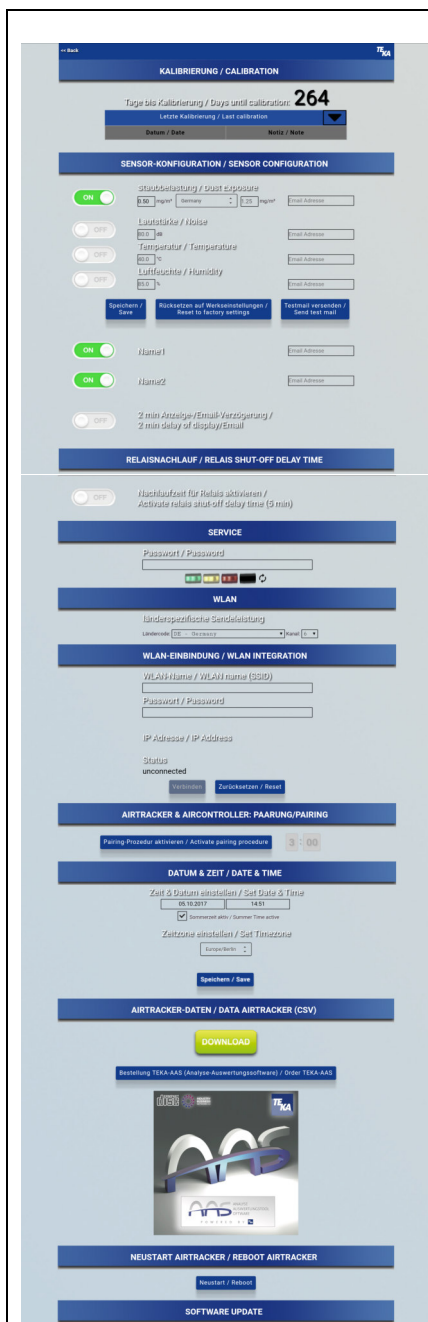 << Back
TEKA
KALIBRIERUNG / CALIBRATION
Tage bis Kalibrierung / Days until calibration: 264
Letzte Kalibrierung / Last calibration
Datum / Date Notiz / Note
SENSOR-KONFIGURATION / SENSOR CONFIGURATION
Staubbelastung / Dust exposure
ON 0.50 mg/m³ Germany 1,25 mg/m³ Email Adresse
Lautstärke / Noise
OFF 80.0 dB Email Adresse
Temperatur / Temperature
OFF 40.0 °C Email Adresse
Luftfeuchte / Humidity
OFF 85.0 % Email Adresse
Speichern / Save
Rücksetzen auf Werkseinstellungen / Reset to factory settings
Testmail versenden / Send test mail
ON Name1 Email Adresse
ON Name2 Email Adresse
OFF 2 min Anzeige-/Email-Verzögerung /
2 min delay of display/Email
RELAISNACHLAUF / RELAIS SHUT-OFF DELAY TIME
OFF Nachlaufzeit für Relais aktivieren /
Activate relais shut-off delay time (5 min)
SERVICE
Passwort / Password
WLAN
länderspezifische Sendeleistung
Ländercode: DE - Germany Kanal: 6
WLAN-EINBINDUNG / WLAN INTEGRATION
WLAN-Name / WLAN name (SSID)
Passwort / Password
IP Adresse / IP Address
Status
unconnected
Verbinden Zurücksetzen / Reset
AIRTRACKER & AIRCONTROLLER: PAARUNG/PAIRING
Pairing-Prozedur aktivieren / Activate pairing procedure 3 : 00
DATUM & ZEIT / DATE & TIME
Zeit & Datum einstellen / Set Date & Time
05.10.2017 14:51
Sommerzeit aktiv / Summer Time active
Zeitzone einstellen / Set Timezone
Europe/Berlin
Speichern / Save
AIRTRACKER-DATEN / DATA AIRTRACKER (CSV)
DOWNLOAD
Bestellung TEKA-AAS (Analyse-Auswertungssoftware) / Order TEKA-AAS
TEKA
AAS
AAS
POWERED BY
NEUSTART AIRTRACKER / REBOOT AIRTRACKER
Neustart / Reboot
SOFTWARE UPDATE